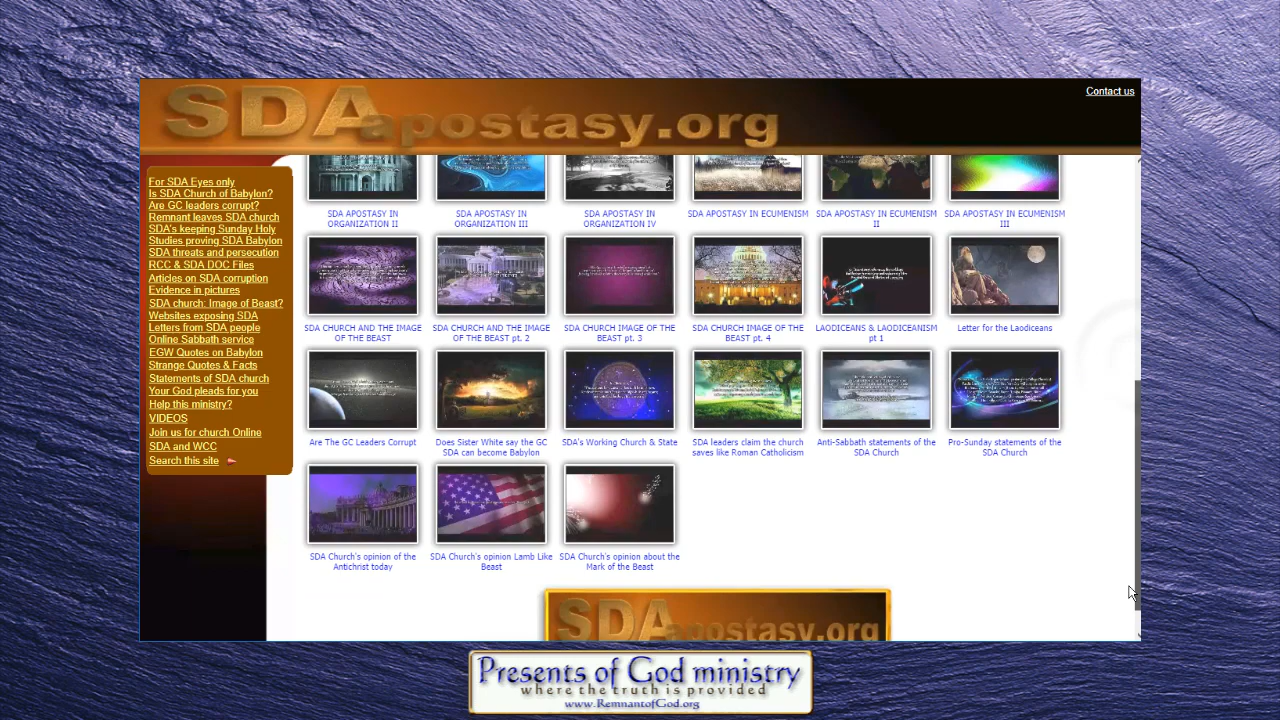 SDAapostasy.org
Contact us
For SDA Eyes only
Is SDA Church of Babylon?
Are GC leaders corrupt?
Remnant leaves SDA church
SDA's keeping Sunday Holy
Studies proving SDA Babylon
SDA threats and persecution
RCC & SDA DOC Files
Articles on SDA corruption
Evidence in pictures
SDA church: Image of Beast?
Websites exposing SDA
Letters from SDA people
Online Sabbath service
EGW Quotes on Babylon
Strange Quotes & Facts
Statements of SDA church
Your God pleads for you
Help this ministry?
VIDEOS
Join us for church Online
SDA and WCC
Search this site
SDA APOSTASY IN
ORGANIZATION II
SDA APOSTASY IN
ORGANIZATION III
SDA APOSTASY IN
ORGANIZATION IV
SDA APOSTASY IN ECUMENISM
SDA APOSTASY IN ECUMENISM
II
SDA APOSTASY IN ECUMENISM
III
SDA CHURCH AND THE IMAGE
OF THE BEAST
SDA CHURCH AND THE IMAGE
OF THE BEAST pt. 2
SDA CHURCH IMAGE OF THE
BEAST pt. 3
SDA CHURCH IMAGE OF THE
BEAST pt. 4
LAODICEANS & LAODICEANISM
pt 1
Letter for the Laodiceans
Are The GC Leaders Corrupt
Does Sister White say the GC
SDA can become Babylon
SDA's Working Church & State
SDA leaders claim the church
saves like Roman Catholicism
Anti-Sabbath statements of the
SDA Church
Pro-Sunday statements of the
SDA Church
SDA Church's opinion of the
Antichrist today
SDA Church's opinion Lamb Like
Beast
SDA Church's opinion about the
Mark of the Beast
SDAapostasy.org
Presents of God ministry
where the truth is provided
www.RemnantofGod.org